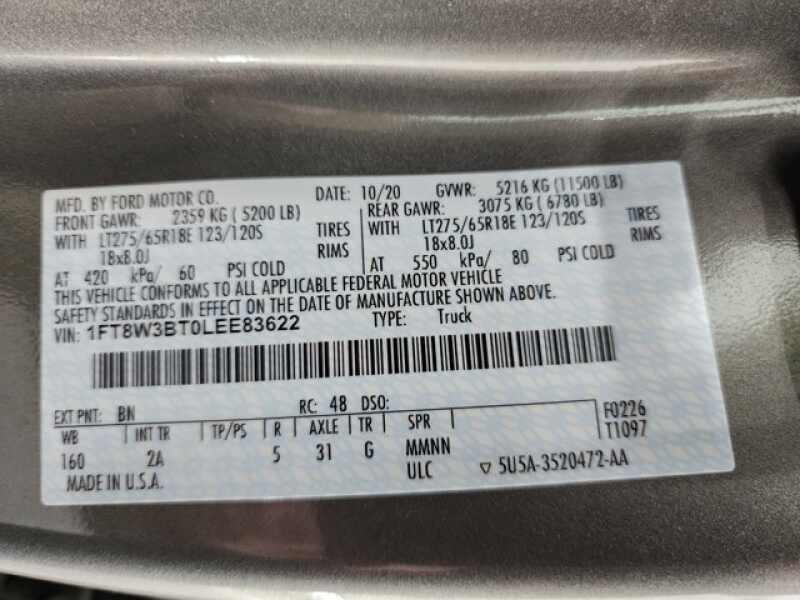 MFD. BY FORD MOTOR CO. DATE: 10/20 GVWR: 5216 KG (11500 LB)
FRONT GAWR: 2359 KG ( 5200 LB) REAR GAWR: 3075 KG ( 6780 LB)
WITH LT275/65R18E 123/120S TIRES WITH LT275/65R18E 123/120S TIRES
18x8.0J RIMS 18x8.0J RIMS
AT 420 kPa/ 60 PSI COLD AT 550 kPa/ 80 PSI COLD
THIS VEHICLE CONFORMS TO ALL APPLICABLE FEDERAL MOTOR VEHICLE
SAFETY STANDARDS IN EFFECT ON THE DATE OF MANUFACTURE SHOWN ABOVE.
VIN: 1FT8W3BT0LEE83622 TYPE: Truck
EXT PNT: BN RC: 48 DSO: F0226
WB INT TR TP/PS R AXLE TR SPR T1097
160 2A 5 31 G MMNN
MADE IN U.S.A. ULC ▽ 5U5A-3520472-AA